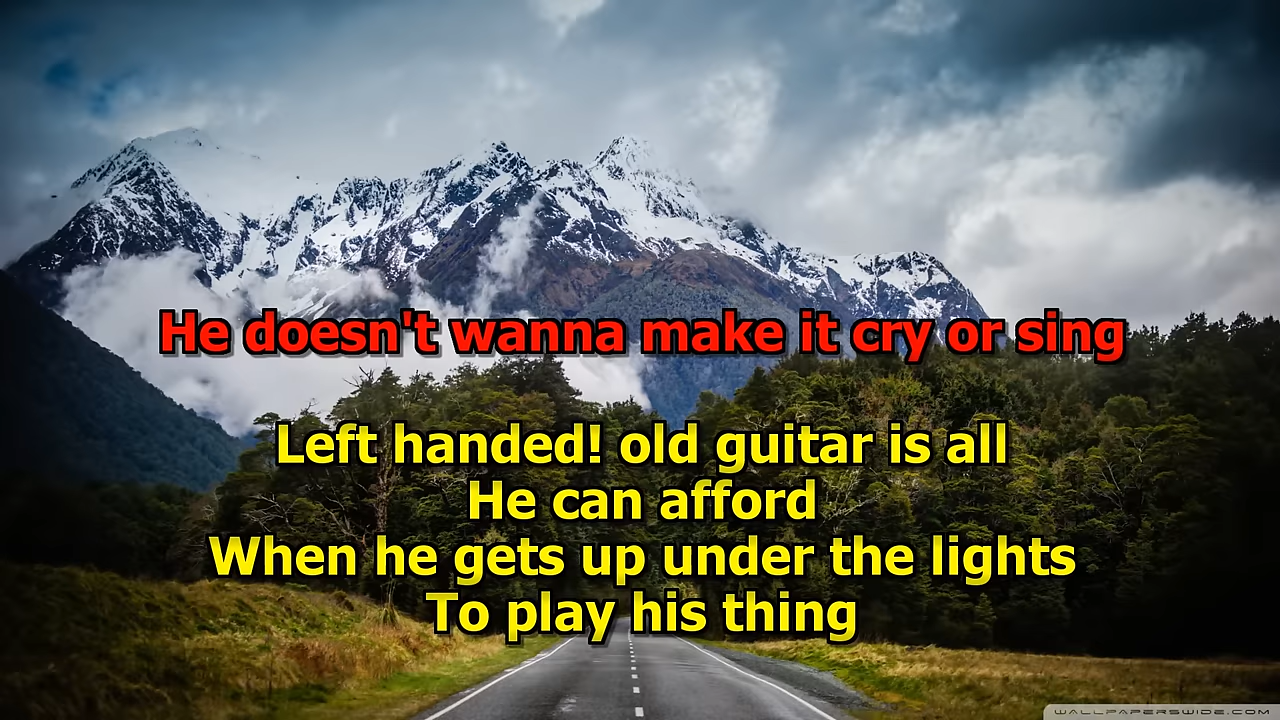 He doesn't wanna make it cry or sing
Left handed! old guitar is all
He can afford
When he gets up under the lights
To play his thing
WALLPAPERSWIDE.COM